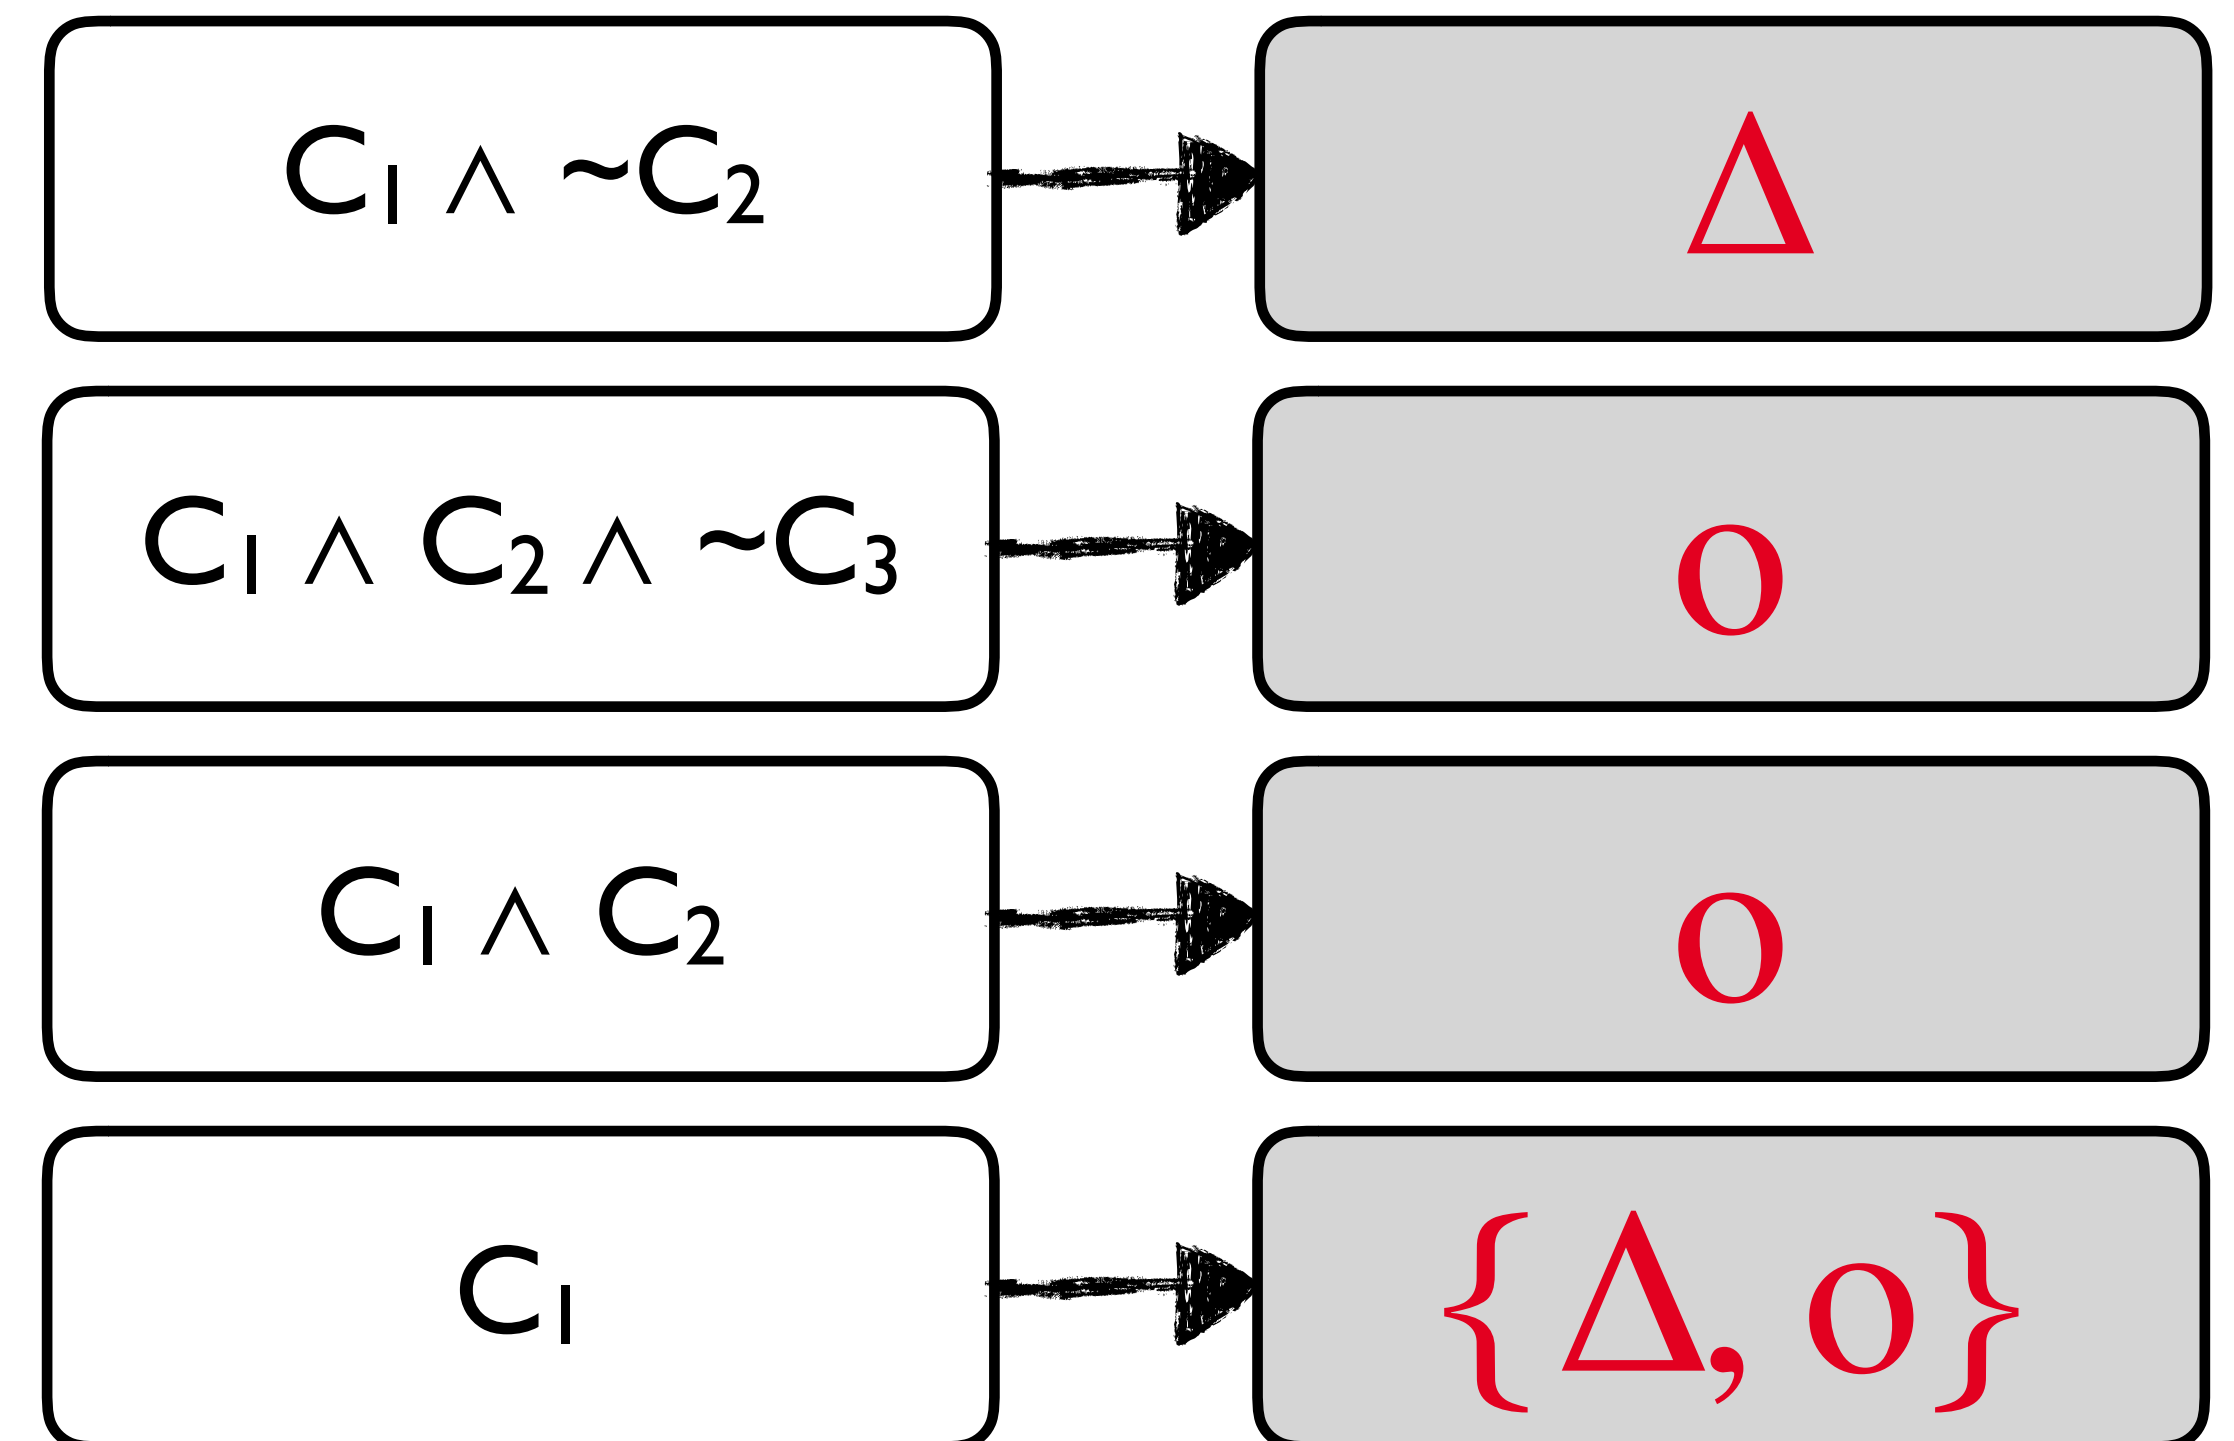 C₁ ∧ ~C₂ Δ
C₁ ∧ C₂ ∧ ~C₃ o
C₁ ∧ C₂ o
C₁ {Δ, o}